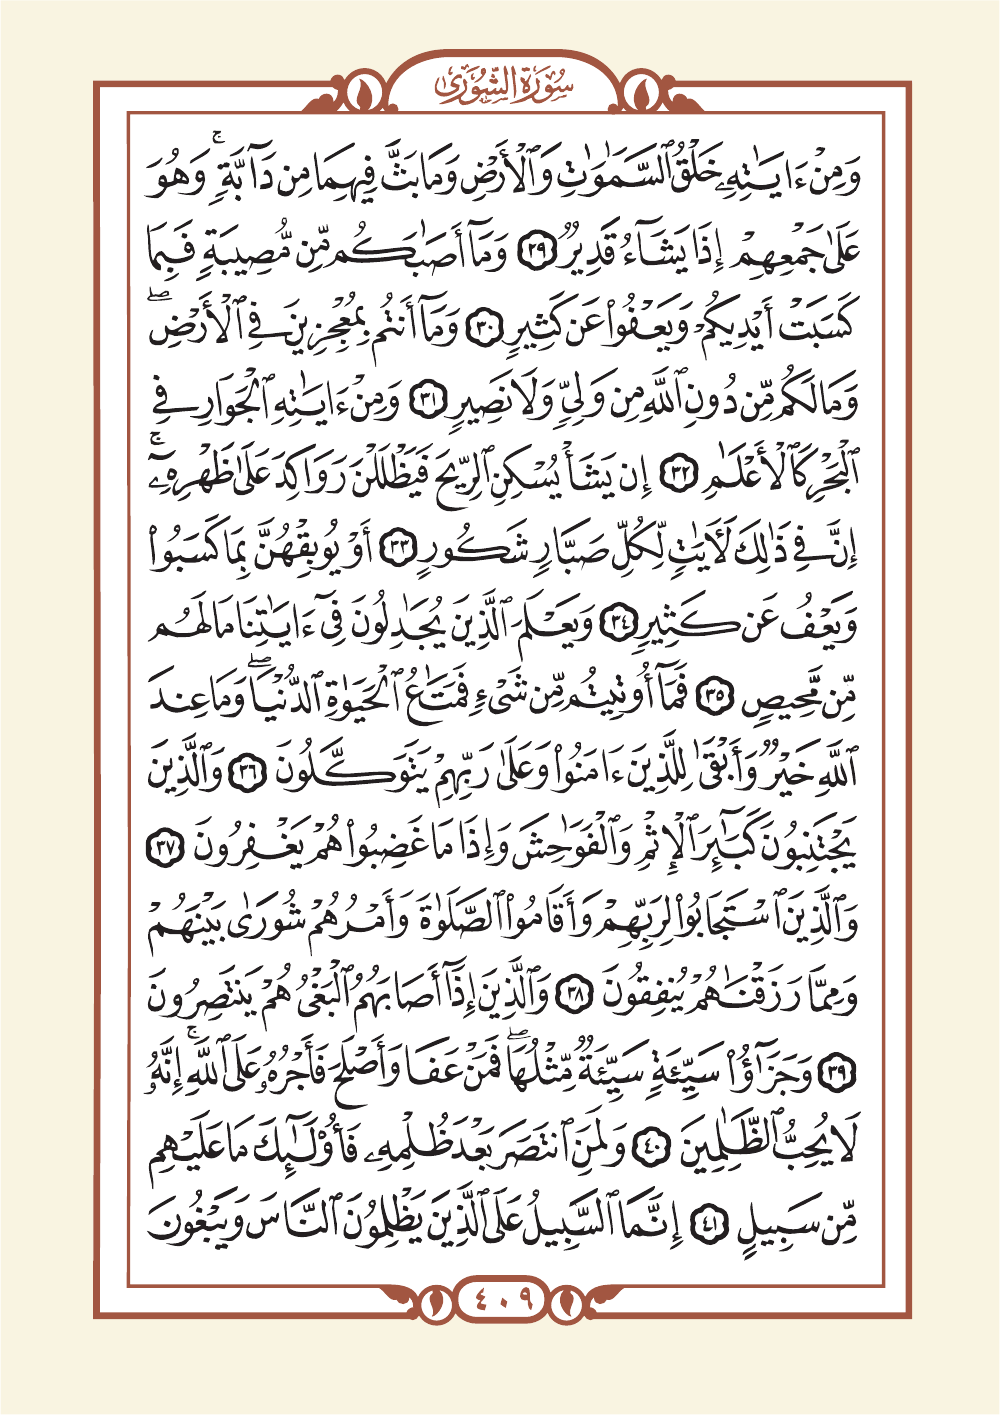 سُورَةُ الشُّورَىٰ
وَمِنْ ءَايَٰتِهِۦ خَلْقُ ٱلسَّمَٰوَٰتِ وَٱلْأَرْضِ وَمَا بَثَّ فِيهِمَا مِن دَآبَّةٍۚ وَهُوَ
عَلَىٰ جَمْعِهِمْ إِذَا يَشَآءُ قَدِيرٌ ٢٩ وَمَآ أَصَٰبَكُم مِّن مُّصِيبَةٍ فَبِمَا
كَسَبَتْ أَيْدِيكُمْ وَيَعْفُوا۟ عَن كَثِيرٍ ٣٠ وَمَآ أَنتُم بِمُعْجِزِينَ فِى ٱلْأَرْضِۖ
وَمَا لَكُم مِّن دُونِ ٱللَّهِ مِن وَلِىٍّ وَلَا نَصِيرٍ ٣١ وَمِنْ ءَايَٰتِهِ ٱلْجَوَارِ فِى
ٱلْبَحْرِ كَٱلْأَعْلَٰمِ ٣٢ إِن يَشَأْ يُسْكِنِ ٱلرِّيحَ فَيَظْلَلْنَ رَوَاكِدَ عَلَىٰ ظَهْرِهِۦٓۚ
إِنَّ فِى ذَٰلِكَ لَءَايَٰتٍ لِّكُلِّ صَبَّارٍ شَكُورٍ ٣٣ أَوْ يُوبِقْهُنَّ بِمَا كَسَبُوا۟
وَيَعْفُ عَن كَثِيرٍ ٣٤ وَيَعْلَمَ ٱلَّذِينَ يُجَٰدِلُونَ فِىٓ ءَايَٰتِنَا مَا لَهُم
مِّن مَّحِيصٍ ٣٥ فَمَآ أُوتِيتُم مِّن شَىْءٍ فَمَتَٰعُ ٱلْحَيَوٰةِ ٱلدُّنْيَاۖ وَمَا عِندَ
ٱللَّهِ خَيْرٌ وَأَبْقَىٰ لِلَّذِينَ ءَامَنُوا۟ وَعَلَىٰ رَبِّهِمْ يَتَوَكَّلُونَ ٣٦ وَٱلَّذِينَ
يَجْتَنِبُونَ كَبَٰٓئِرَ ٱلْإِثْمِ وَٱلْفَوَٰحِشَ وَإِذَا مَا غَضِبُوا۟ هُمْ يَغْفِرُونَ ٣٧
وَٱلَّذِينَ ٱسْتَجَابُوا۟ لِرَبِّهِمْ وَأَقَامُوا۟ ٱلصَّلَوٰةَ وَأَمْرُهُمْ شُورَىٰ بَيْنَهُمْ
وَمِمَّا رَزَقْنَٰهُمْ يُنفِقُونَ ٣٨ وَٱلَّذِينَ إِذَآ أَصَابَهُمُ ٱلْبَغْىُ هُمْ يَنتَصِرُونَ
٣٩ وَجَزَٰٓؤُا۟ سَيِّئَةٍ سَيِّئَةٌ مِّثْلُهَاۖ فَمَنْ عَفَا وَأَصْلَحَ فَأَجْرُهُۥ عَلَى ٱللَّهِۚ إِنَّهُۥ
لَا يُحِبُّ ٱلظَّٰلِمِينَ ٤٠ وَلَمَنِ ٱنتَصَرَ بَعْدَ ظُلْمِهِۦ فَأُو۟لَٰٓئِكَ مَا عَلَيْهِم
مِّن سَبِيلٍ ٤١ إِنَّمَا ٱلسَّبِيلُ عَلَى ٱلَّذِينَ يَظْلِمُونَ ٱلنَّاسَ وَيَبْغُونَ
٤٠٩